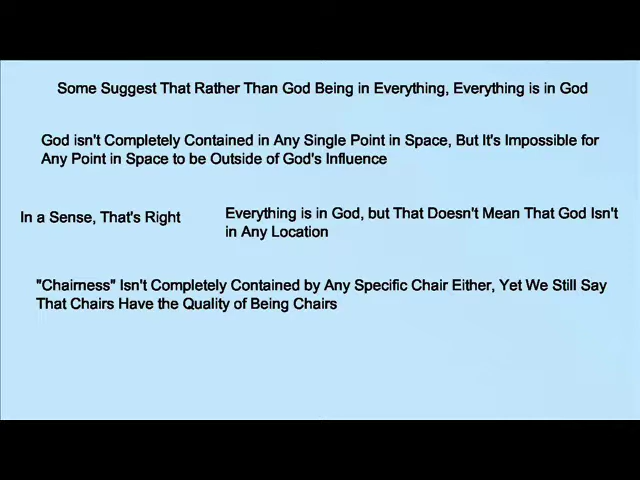 Some Suggest That Rather Than God Being in Everything, Everything is in God
God isn't Completely Contained in Any Single Point in Space, But It's Impossible for
Any Point in Space to be Outside of God's Influence
In a Sense, That's Right
Everything is in God, but That Doesn't Mean That God Isn't
in Any Location
"Chairness" Isn't Completely Contained by Any Specific Chair Either, Yet We Still Say
That Chairs Have the Quality of Being Chairs